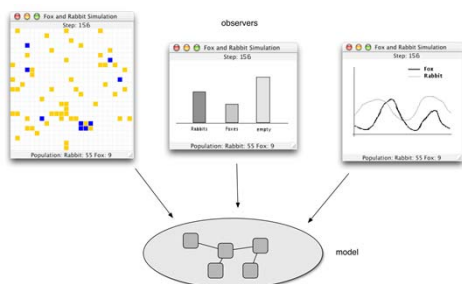 observers
Fox and Rabbit Simulation
Step: 156
Population: Rabbit: 55 Fox: 9
Fox and Rabbit Simulation
Step: 156
Rabbits Foxes empty
Population: Rabbit: 55 Fox: 9
Fox and Rabbit Simulation
Step: 156
Fox
Rabbit
Population: Rabbit: 55 Fox: 9
model